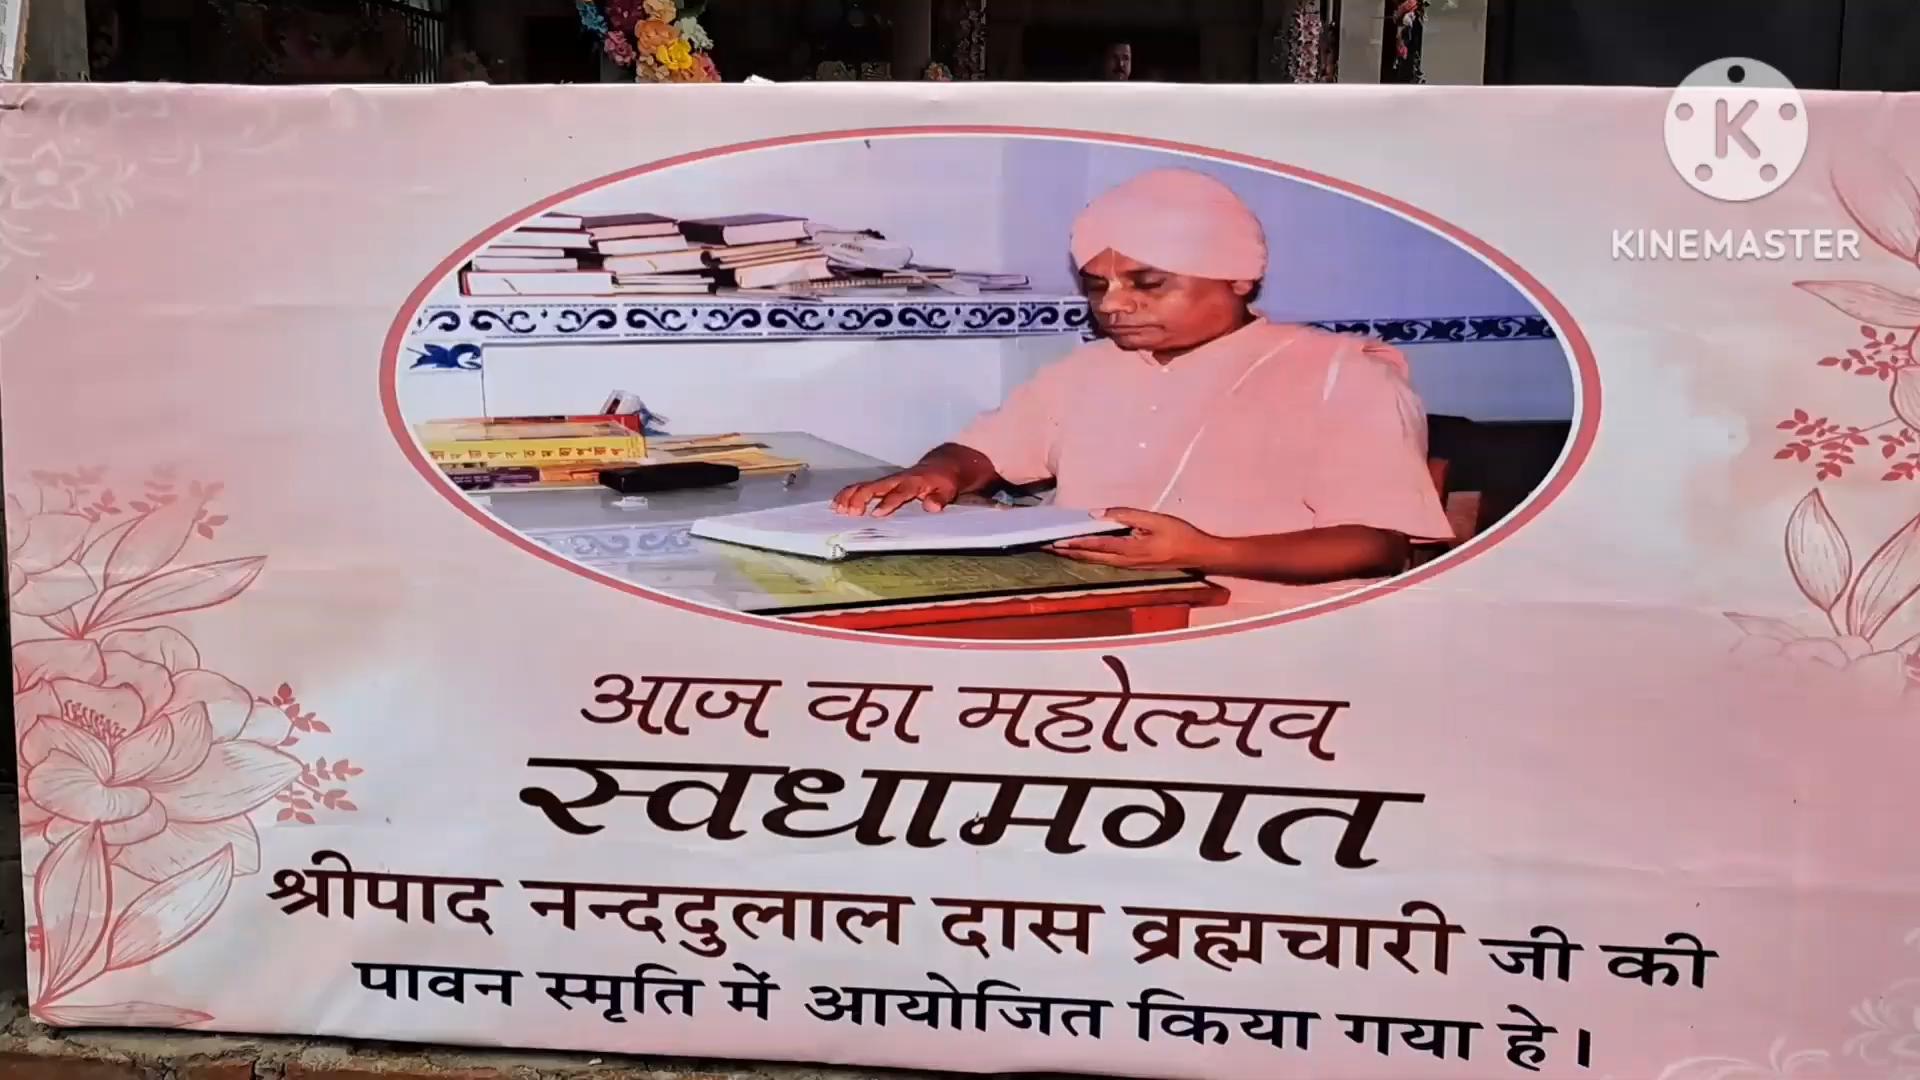 K
KINEMASTER
आज का महोत्सव
स्वधामगत
श्रीपाद नन्ददुलाल दास व्रह्मचारी जी की
पावन स्मृति में आयोजित किया गया हे।